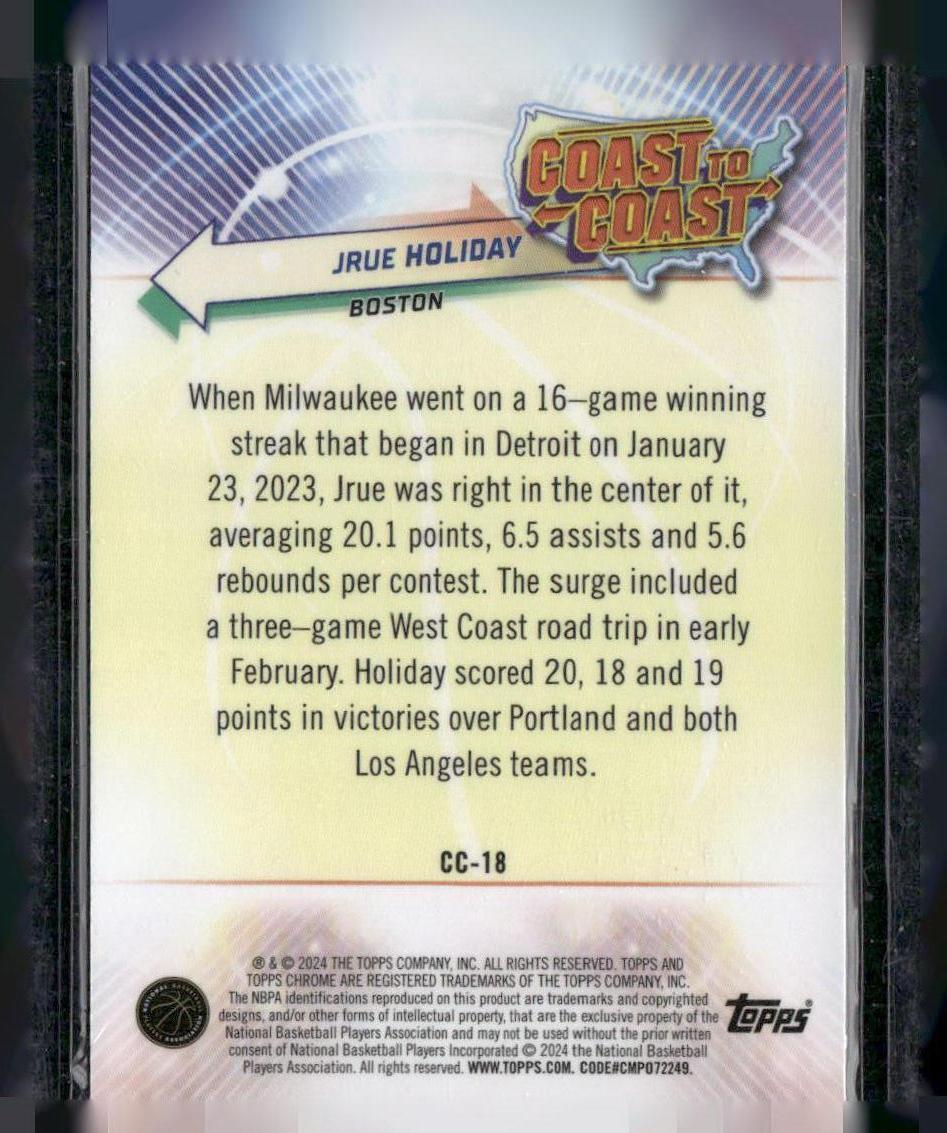 COAST TO
COAST
JRUE HOLIDAY
BOSTON
When Milwaukee went on a 16–game winning
streak that began in Detroit on January
23, 2023, Jrue was right in the center of it,
averaging 20.1 points, 6.5 assists and 5.6
rebounds per contest. The surge included
a three–game West Coast road trip in early
February. Holiday scored 20, 18 and 19
points in victories over Portland and both
Los Angeles teams.
CC-18
® & © 2024 THE TOPPS COMPANY, INC. ALL RIGHTS RESERVED. TOPPS AND
TOPPS CHROME ARE REGISTERED TRADEMARKS OF THE TOPPS COMPANY, INC.
The NBPA identifications reproduced on this product are trademarks and copyrighted
designs, and/or other forms of intellectual property, that are the exclusive property of the
National Basketball Players Association and may not be used without the prior written
consent of National Basketball Players Incorporated © 2024 the National Basketball
Players Association. All rights reserved. WWW.TOPPS.COM. CODE#CMP072249.
Topps®